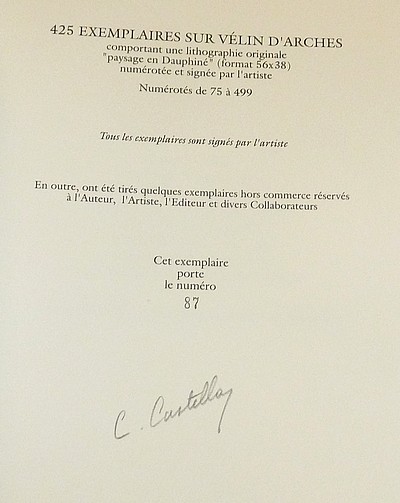 425 EXEMPLAIRES SUR VÉLIN D'ARCHES
comportant une lithographie originale
"paysage en Dauphiné" (format 56x38)
numérotée et signée par l'artiste
Numérotés de 75 à 499
Tous les exemplaires sont signés par l'artiste
En outre, ont été tirés quelques exemplaires hors commerce réservés
à l'Auteur, l'Artiste, l'Editeur et divers Collaborateurs
Cet exemplaire
porte
le numéro
87
C. Castellan